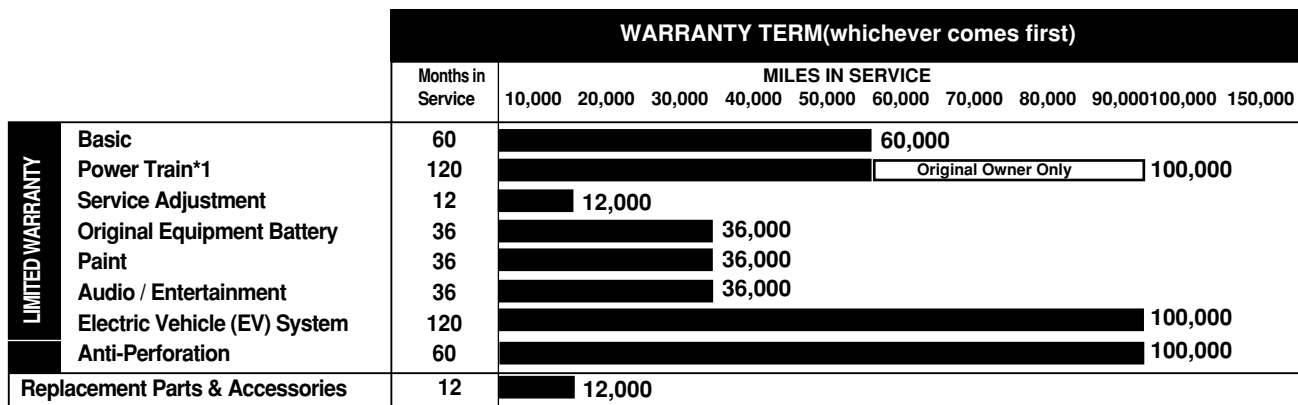 WARRANTY TERM(whichever comes first)
Months in Service MILES IN SERVICE
10,000 20,000 30,000 40,000 50,000 60,000 70,000 80,000 90,000100,000 150,000
LIMITED WARRANTY
Basic 60 60,000
Power Train*1 120 Original Owner Only 100,000
Service Adjustment 12 12,000
Original Equipment Battery 36 36,000
Paint 36 36,000
Audio / Entertainment 36 36,000
Electric Vehicle (EV) System 120 100,000
Anti-Perforation 60 100,000
Replacement Parts & Accessories 12 12,000